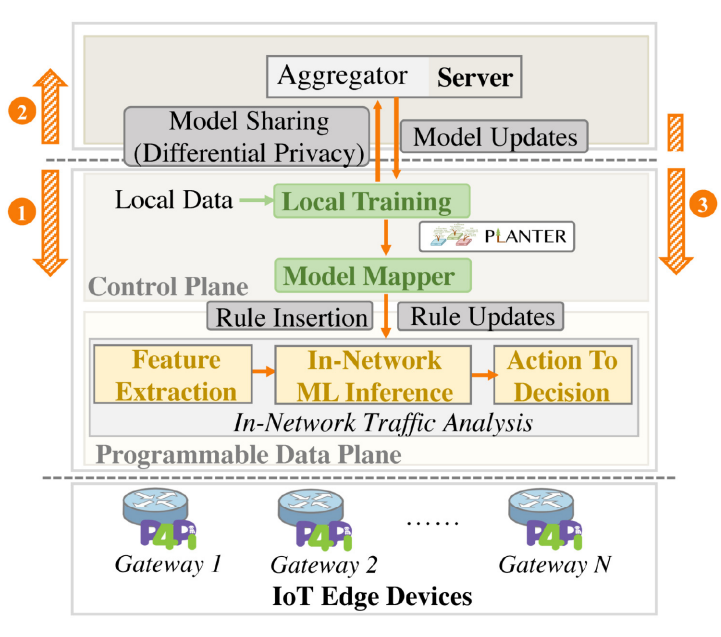 Aggregator Server
2
Model Sharing
(Differential Privacy)
Model Updates
1
3
Local Data
Local Training
PLANTER
Model Mapper
Control Plane
Rule Insertion
Rule Updates
Feature
Extraction
In-Network
ML Inference
Action To
Decision
In-Network Traffic Analysis
Programmable Data Plane
P4Pi
P4Pi
......
P4Pi
Gateway 1
Gateway 2
Gateway N
IoT Edge Devices